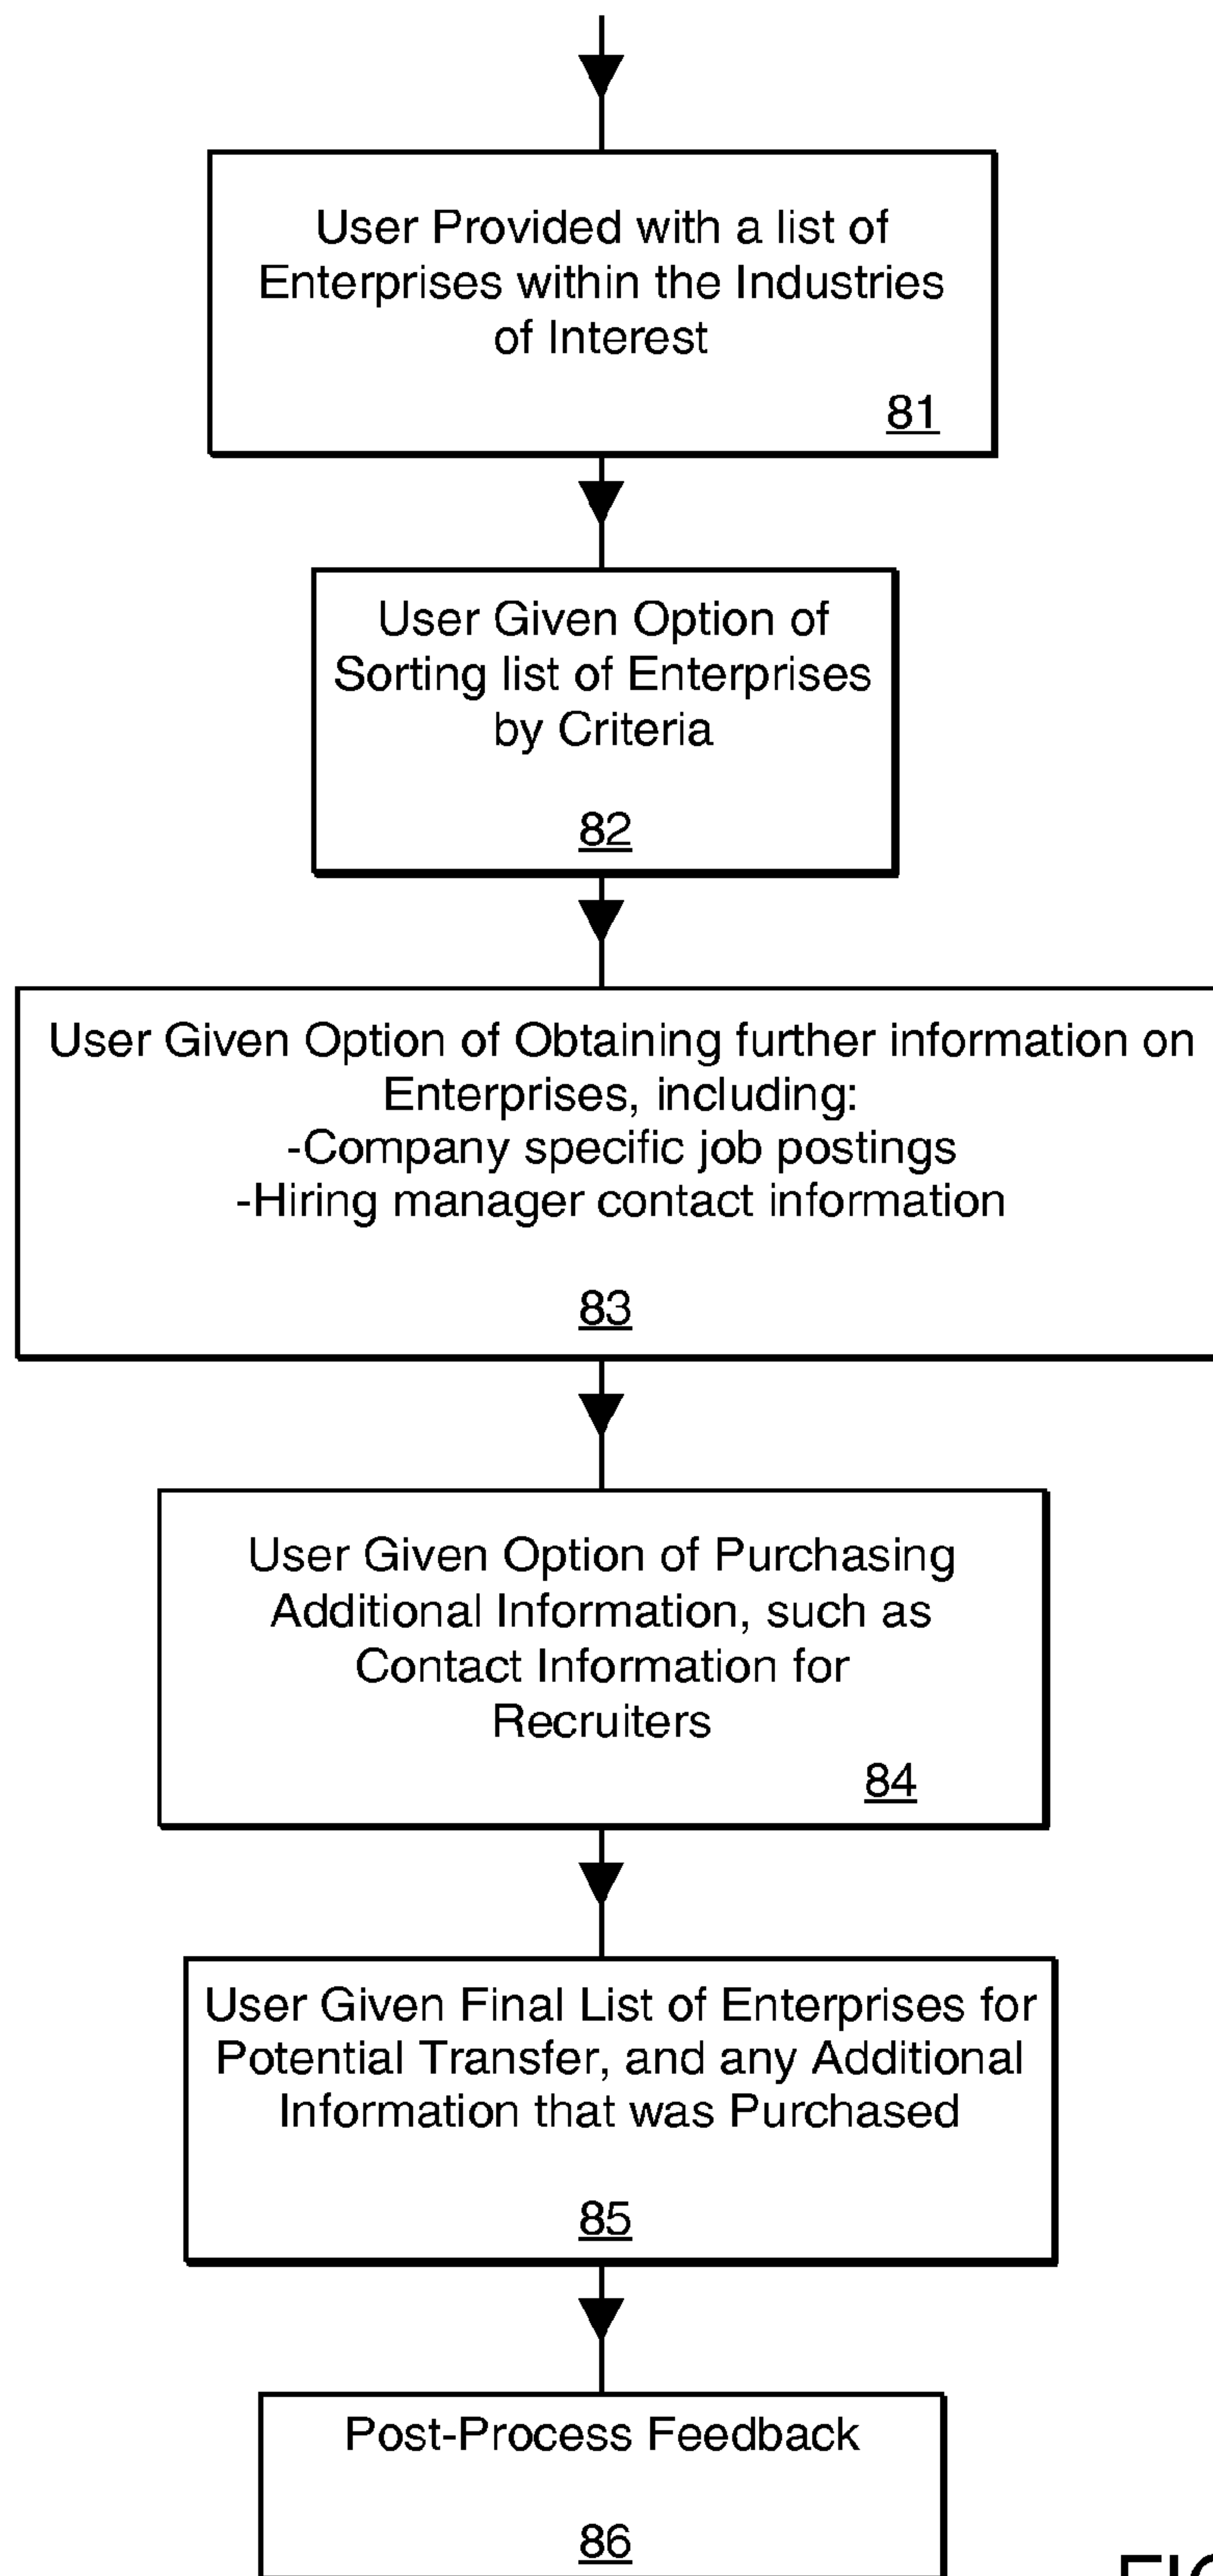 User Provided with a list of
Enterprises within the Industries
of Interest
81
User Given Option of
Sorting list of Enterprises
by Criteria
82
User Given Option of Obtaining further information on
Enterprises, including:
-Company specific job postings
-Hiring manager contact information
83
User Given Option of Purchasing
Additional Information, such as
Contact Information for
Recruiters
84
User Given Final List of Enterprises for
Potential Transfer, and any Additional
Information that was Purchased
85
Post-Process Feedback
86